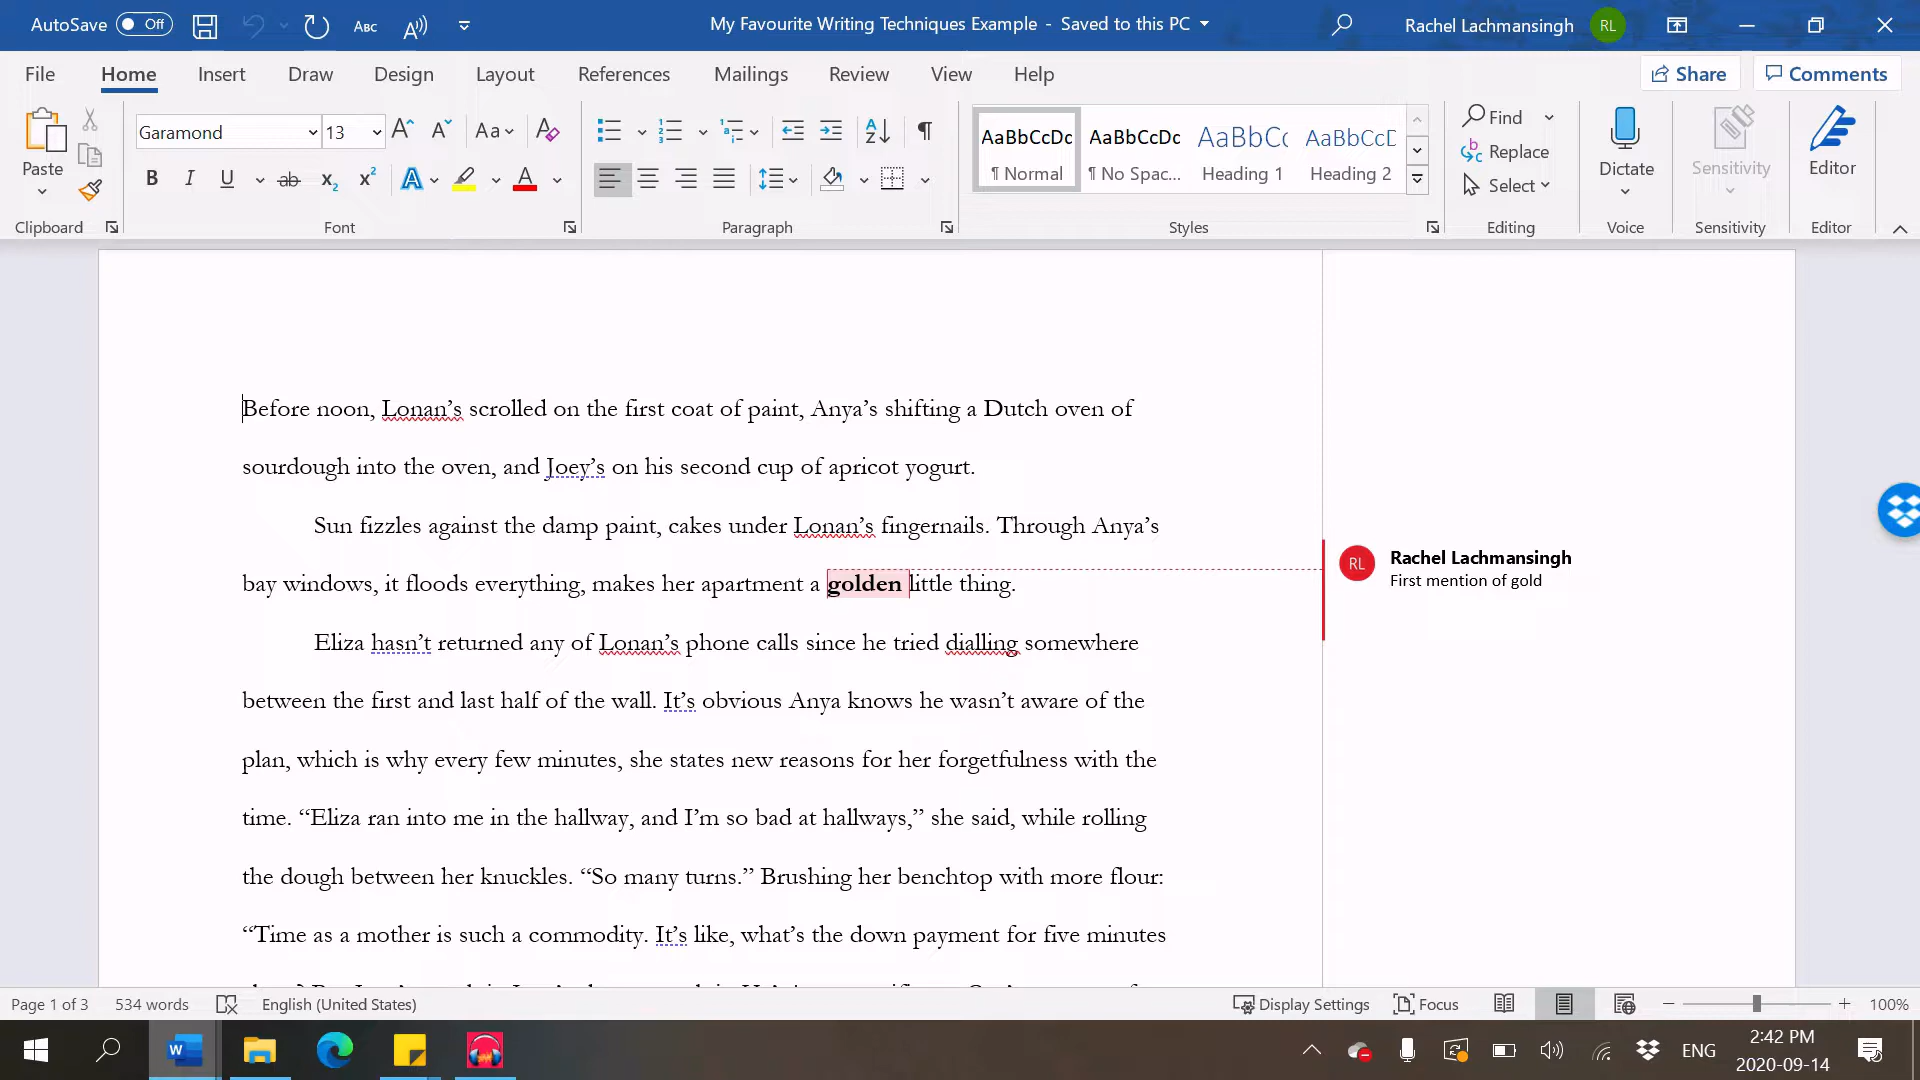 AutoSave Off ABC A)) My Favourite Writing Techniques Example - Saved to this PC Rachel Lachmansingh RL
File Home Insert Draw Design Layout References Mailings Review View Help Share Comments
Paste Garamond 13 AaBbCcDc AaBbCcDc AaBbCc AaBbCcD Find Replace Select Dictate Sensitivity Editor
¶ Normal ¶ No Spac... Heading 1 Heading 2
Clipboard Font Paragraph Styles Editing Voice Sensitivity Editor
Before noon, Lonan’s scrolled on the first coat of paint, Anya’s shifting a Dutch oven of
sourdough into the oven, and Joey’s on his second cup of apricot yogurt.
Sun fizzles against the damp paint, cakes under Lonan’s fingernails. Through Anya’s
bay windows, it floods everything, makes her apartment a golden little thing.
RL Rachel Lachmansingh
First mention of gold
Eliza hasn’t returned any of Lonan’s phone calls since he tried dialling somewhere
between the first and last half of the wall. It’s obvious Anya knows he wasn’t aware of the
plan, which is why every few minutes, she states new reasons for her forgetfulness with the
time. “Eliza ran into me in the hallway, and I’m so bad at hallways,” she said, while rolling
the dough between her knuckles. “So many turns.” Brushing her benchtop with more flour:
“Time as a mother is such a commodity. It’s like, what’s the down payment for five minutes
Page 1 of 3 534 words English (United States) Display Settings Focus 100%
ENG 2:42 PM
2020-09-14